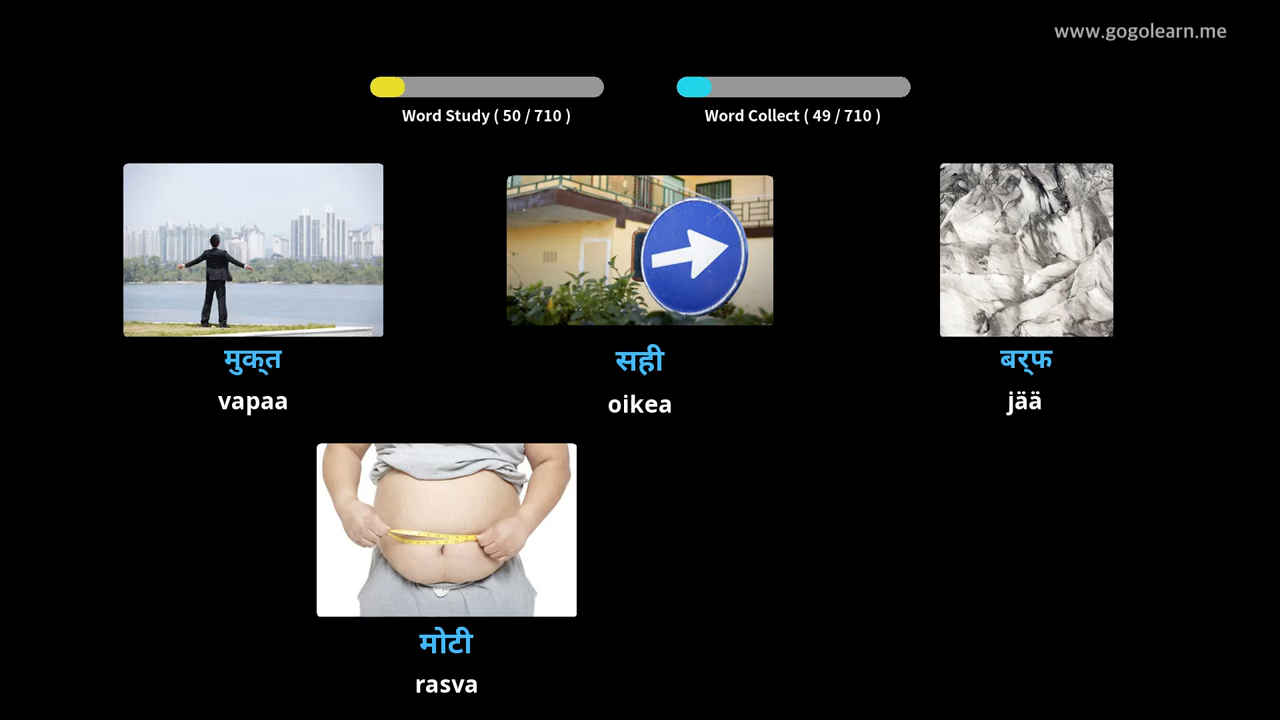 www.gogolearn.me
Word Study ( 50 / 710 )
Word Collect ( 49 / 710 )
मुक्‌त
vapaa
सही
oikea
बर्‌फ
jää
मोटी
rasva